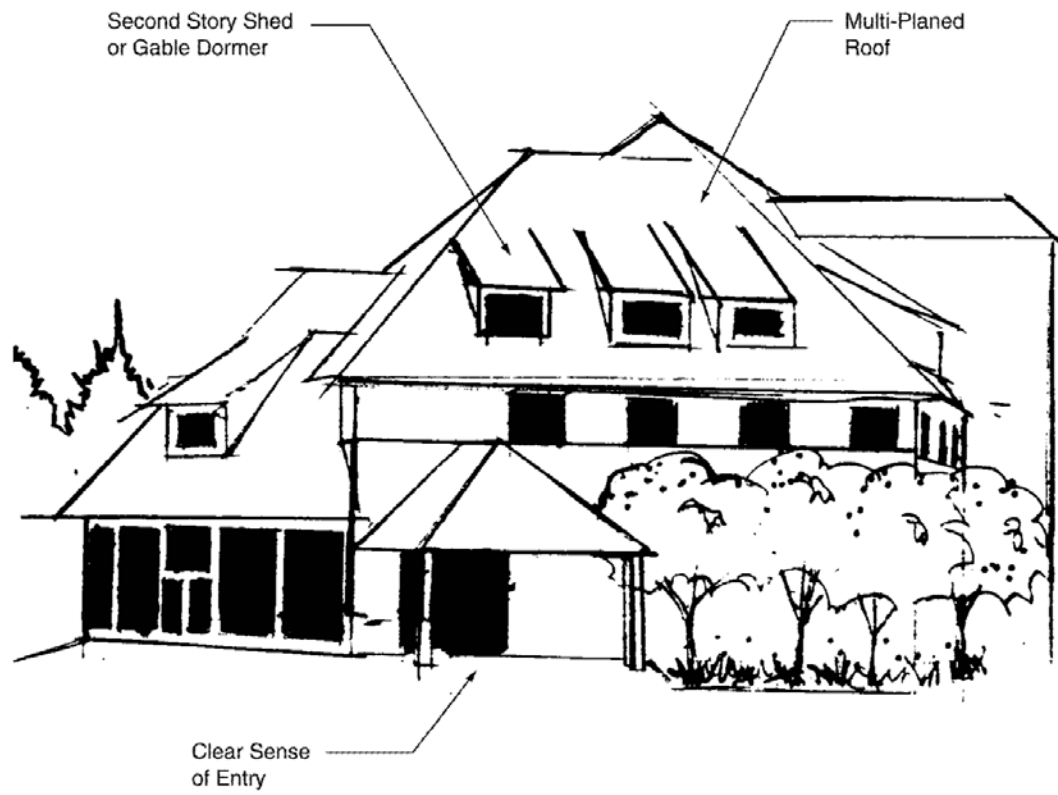 Second Story Shed
or Gable Dormer
Multi-Planed
Roof
Clear Sense
of Entry